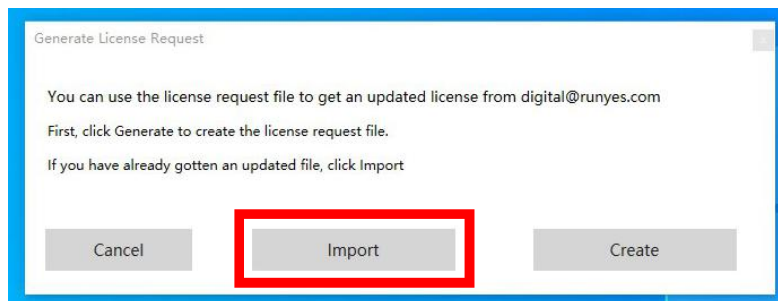 Generate License Request
You can use the license request file to get an updated license from digital@runyes.com
First, click Generate to create the license request file.
If you have already gotten an updated file, click Import
Cancel Import Create